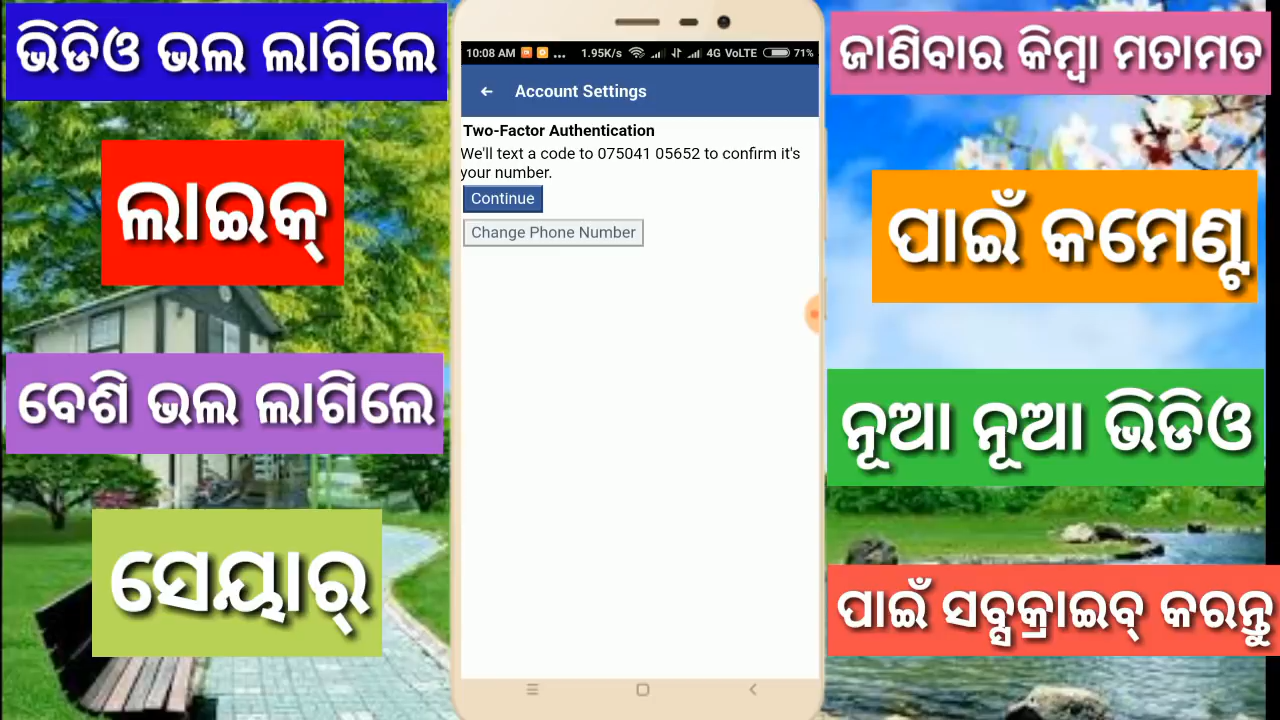 ଭିଡିଓ ଭଲ ଲାଗିଲେ
ଲାଇକ୍
ବେଶି ଭଲ ଲାଗିଲେ
ସେୟାର୍
10:08 AM ... 1.95K/s 4G VoLTE 71%
Account Settings
Two-Factor Authentication
We'll text a code to 075041 05652 to confirm it's
your number.
Continue
Change Phone Number
ଜାଣିବାର କିମ୍ବା ମତାମତ
ପାଇଁ କମେଣ୍ଟ
ନୂଆ ନୂଆ ଭିଡିଓ
ପାଇଁ ସବ୍ସକ୍ରାଇବ୍ କରନ୍ତୁ